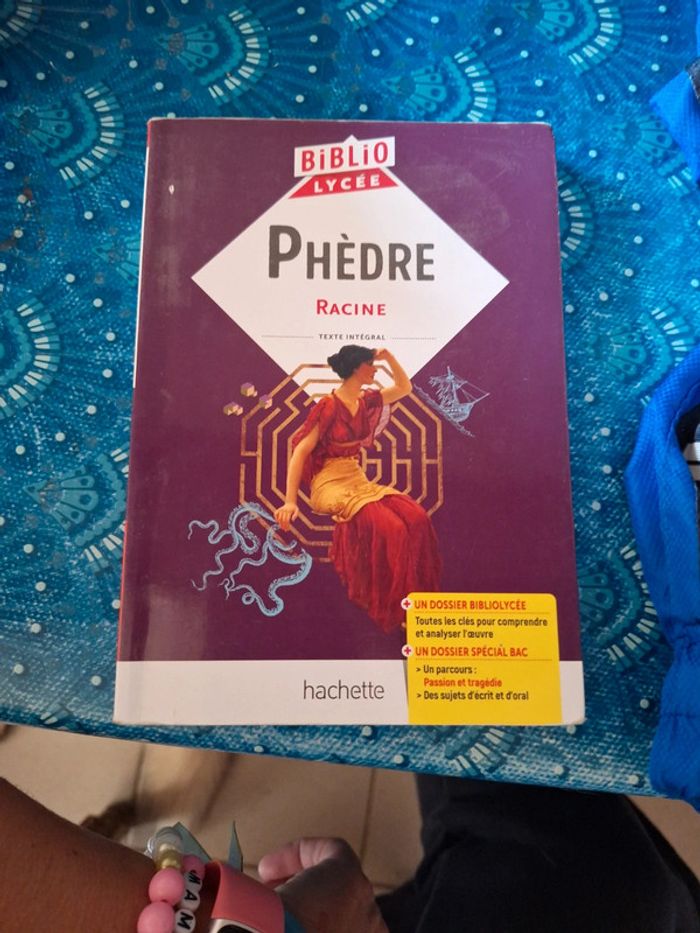 BiBLiO
LYCÉE
PHÈDRE
RACINE
TEXTE INTÉGRAL
+ UN DOSSIER BIBLIOLYCÉE
Toutes les clés pour comprendre
et analyser l'œuvre
+ UN DOSSIER SPÉCIAL BAC
> Un parcours :
Passion et tragédie
> Des sujets d'écrit et d'oral
hachette